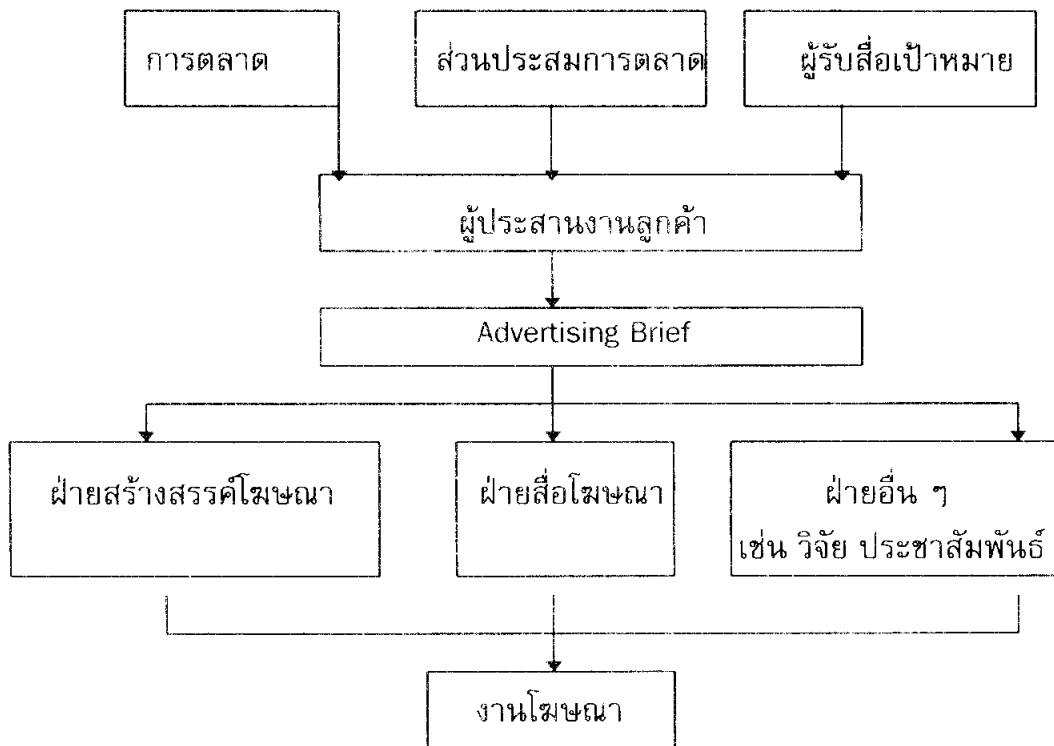 การตลาด
ส่วนประสมการตลาด
ผู้รับสื่อเป้าหมาย
ผู้ประสานงานลูกค้า
Advertising Brief
ฝ่ายสร้างสรรค์โฆษณา
ฝ่ายสื่อโฆษณา
ฝ่ายอื่น ๆ
เช่น วิจัย ประชาสัมพันธ์
งานโฆษณา